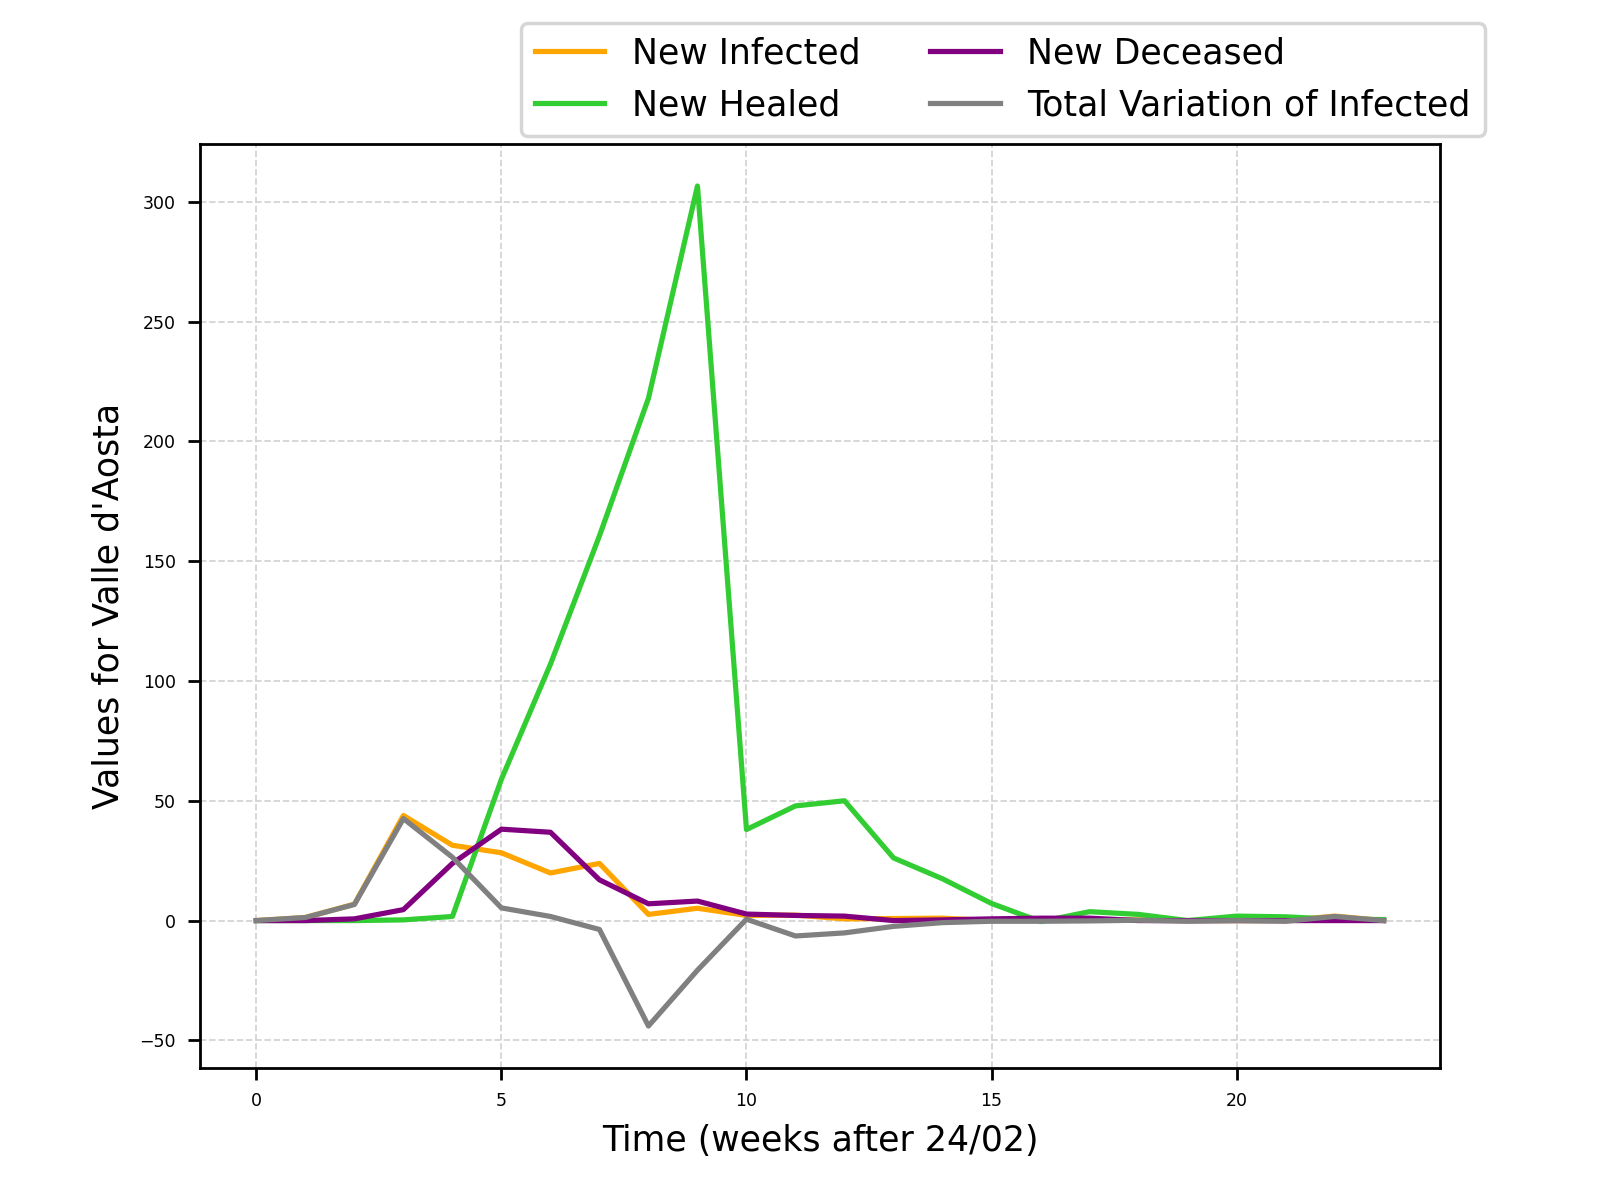 New Infected
New Healed
New Deceased
Total Variation of Infected
Values for Valle d'Aosta
300
250
200
150
100
50
0
−50
0 5 10 15 20
Time (weeks after 24/02)